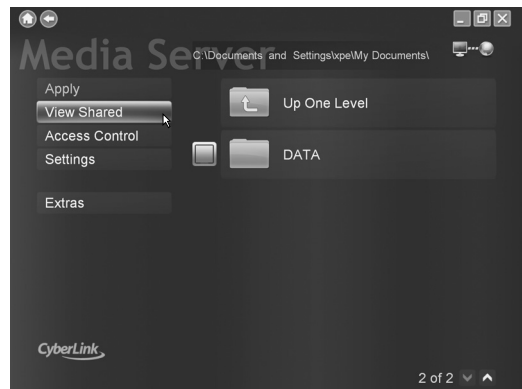 Media Server
C:\Documents and Settings\xpe\My Documents\
Apply
View Shared
Access Control
Settings
Extras
Up One Level
DATA
CyberLink
2 of 2